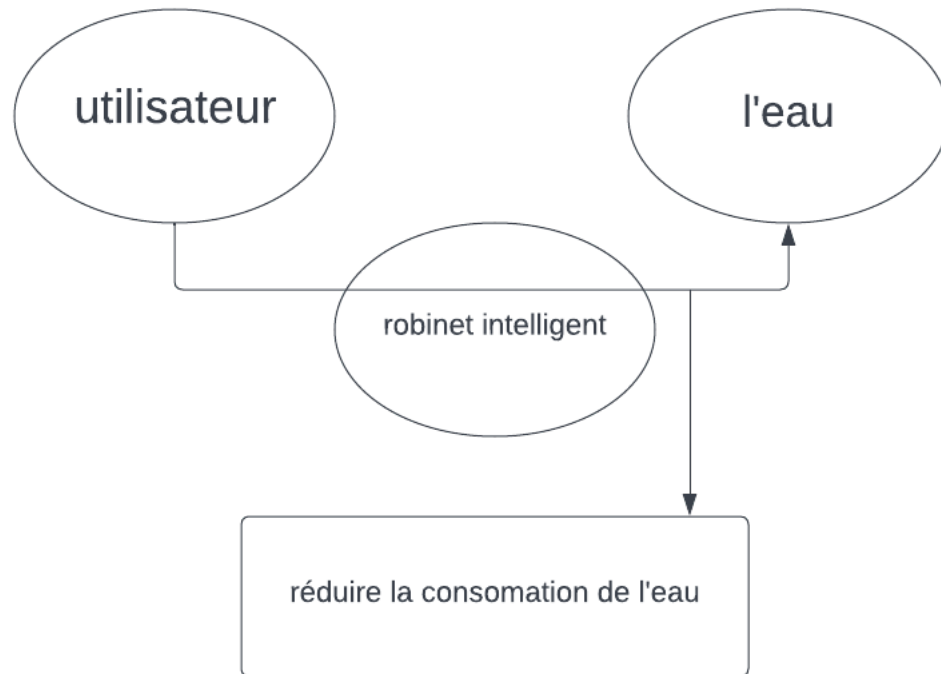 utilisateur
l'eau
robinet intelligent
réduire la consomation de l'eau